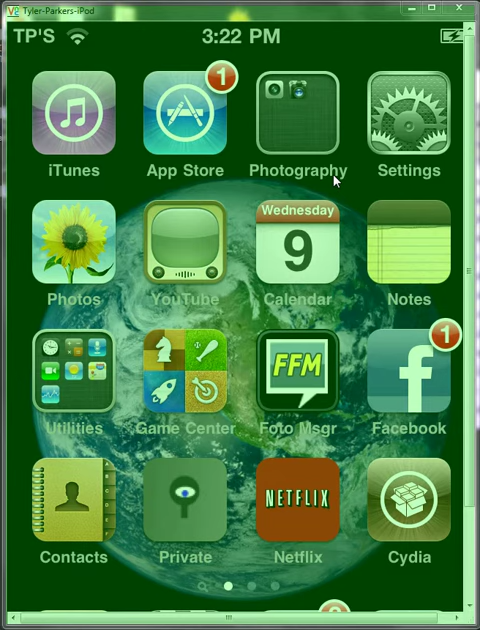 Tyler-Parkers-iPod
TP'S 3:22 PM
1
iTunes App Store Photography Settings
Wednesday
9
Photos YouTube Calendar Notes
FFM
1
Utilities Game Center Foto Msgr Facebook
NETFLIX
Contacts Private Netflix Cydia